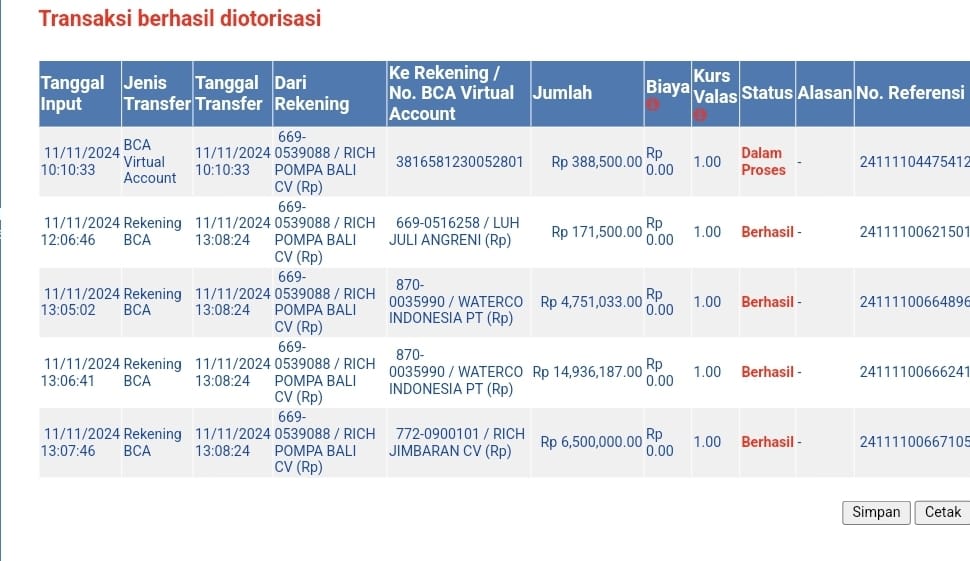 Transaksi berhasil diotorisasi
Tanggal Input Jenis Transfer Tanggal Transfer Dari Rekening Ke Rekening / No. BCA Virtual Account Jumlah Biaya Kurs Valas Status Alasan No. Referensi
11/11/2024 10:10:33 BCA Virtual Account 11/11/2024 10:10:33 669-0539088 / RICH POMPA BALI CV (Rp) 3816581230052801 Rp 388,500.00 Rp 0.00 1.00 Dalam Proses - 24111104475412
11/11/2024 12:06:46 Rekening BCA 11/11/2024 13:08:24 669-0539088 / RICH POMPA BALI CV (Rp) 669-0516258 / LUH JULI ANGRENI (Rp) Rp 171,500.00 Rp 0.00 1.00 Berhasil - 24111100621501
11/11/2024 13:05:02 Rekening BCA 11/11/2024 13:08:24 669-0539088 / RICH POMPA BALI CV (Rp) 870-0035990 / WATERCO INDONESIA PT (Rp) Rp 4,751,033.00 Rp 0.00 1.00 Berhasil - 24111100664896
11/11/2024 13:06:41 Rekening BCA 11/11/2024 13:08:24 669-0539088 / RICH POMPA BALI CV (Rp) 870-0035990 / WATERCO INDONESIA PT (Rp) Rp 14,936,187.00 Rp 0.00 1.00 Berhasil - 24111100666241
11/11/2024 13:07:46 Rekening BCA 11/11/2024 13:08:24 669-0539088 / RICH POMPA BALI CV (Rp) 772-0900101 / RICH JIMBARAN CV (Rp) Rp 6,500,000.00 Rp 0.00 1.00 Berhasil - 24111100667105
Simpan Cetak